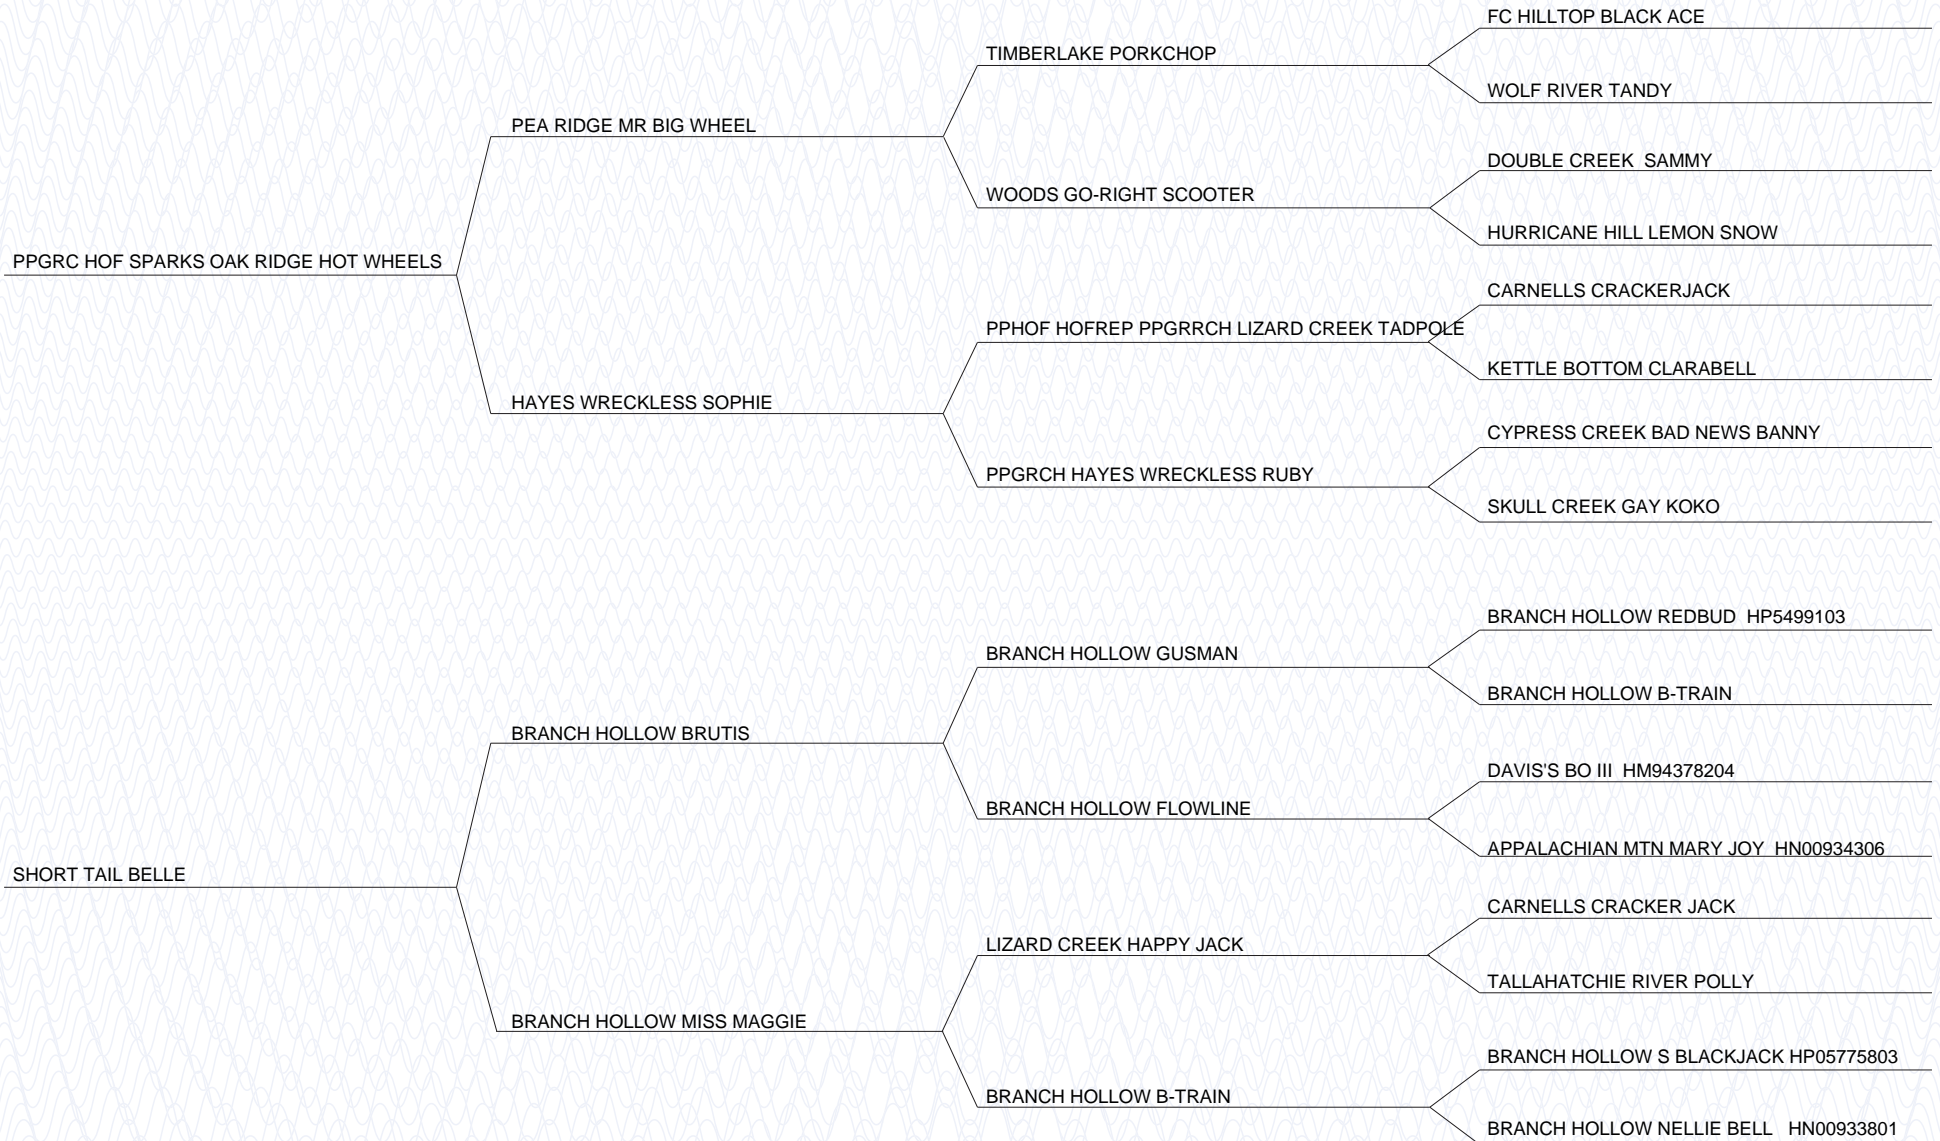 FC HILLTOP BLACK ACE
TIMBERLAKE PORKCHOP
WOLF RIVER TANDY
PEA RIDGE MR BIG WHEEL
DOUBLE CREEK  SAMMY
WOODS GO-RIGHT SCOOTER
HURRICANE HILL LEMON SNOW
PPGRC HOF SPARKS OAK RIDGE HOT WHEELS
CARNELLS CRACKERJACK
PPHOF HOFREP PPGRRCH LIZARD CREEK TADPOLE
KETTLE BOTTOM CLARABELL
HAYES WRECKLESS SOPHIE
CYPRESS CREEK BAD NEWS BANNY
PPGRCH HAYES WRECKLESS RUBY
SKULL CREEK GAY KOKO
BRANCH HOLLOW REDBUD  HP5499103
BRANCH HOLLOW GUSMAN
BRANCH HOLLOW B-TRAIN
BRANCH HOLLOW BRUTIS
DAVIS'S BO III  HM94378204
BRANCH HOLLOW FLOWLINE
APPALACHIAN MTN MARY JOY  HN00934306
SHORT TAIL BELLE
CARNELLS CRACKER JACK
LIZARD CREEK HAPPY JACK
TALLAHATCHIE RIVER POLLY
BRANCH HOLLOW MISS MAGGIE
BRANCH HOLLOW S BLACKJACK HP05775803
BRANCH HOLLOW B-TRAIN
BRANCH HOLLOW NELLIE BELL   HN00933801